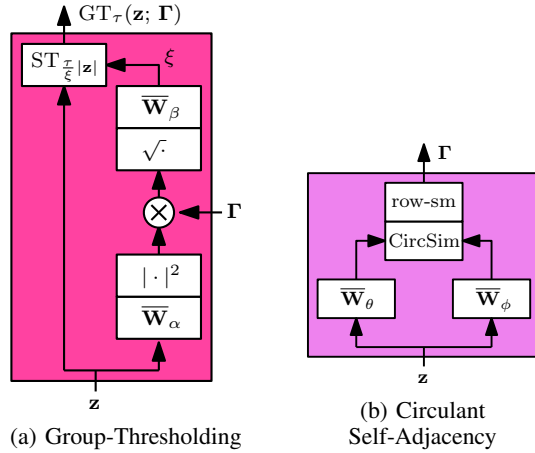 GT_τ(z; Γ)
ST_{τ/ξ |z|}
ξ
W̅_β
√·
×
Γ
| · |²
W̅_α
z
(a) Group-Thresholding
Γ
row-sm
CircSim
W̅_θ
W̅_ϕ
z
(b) Circulant
Self-Adjacency